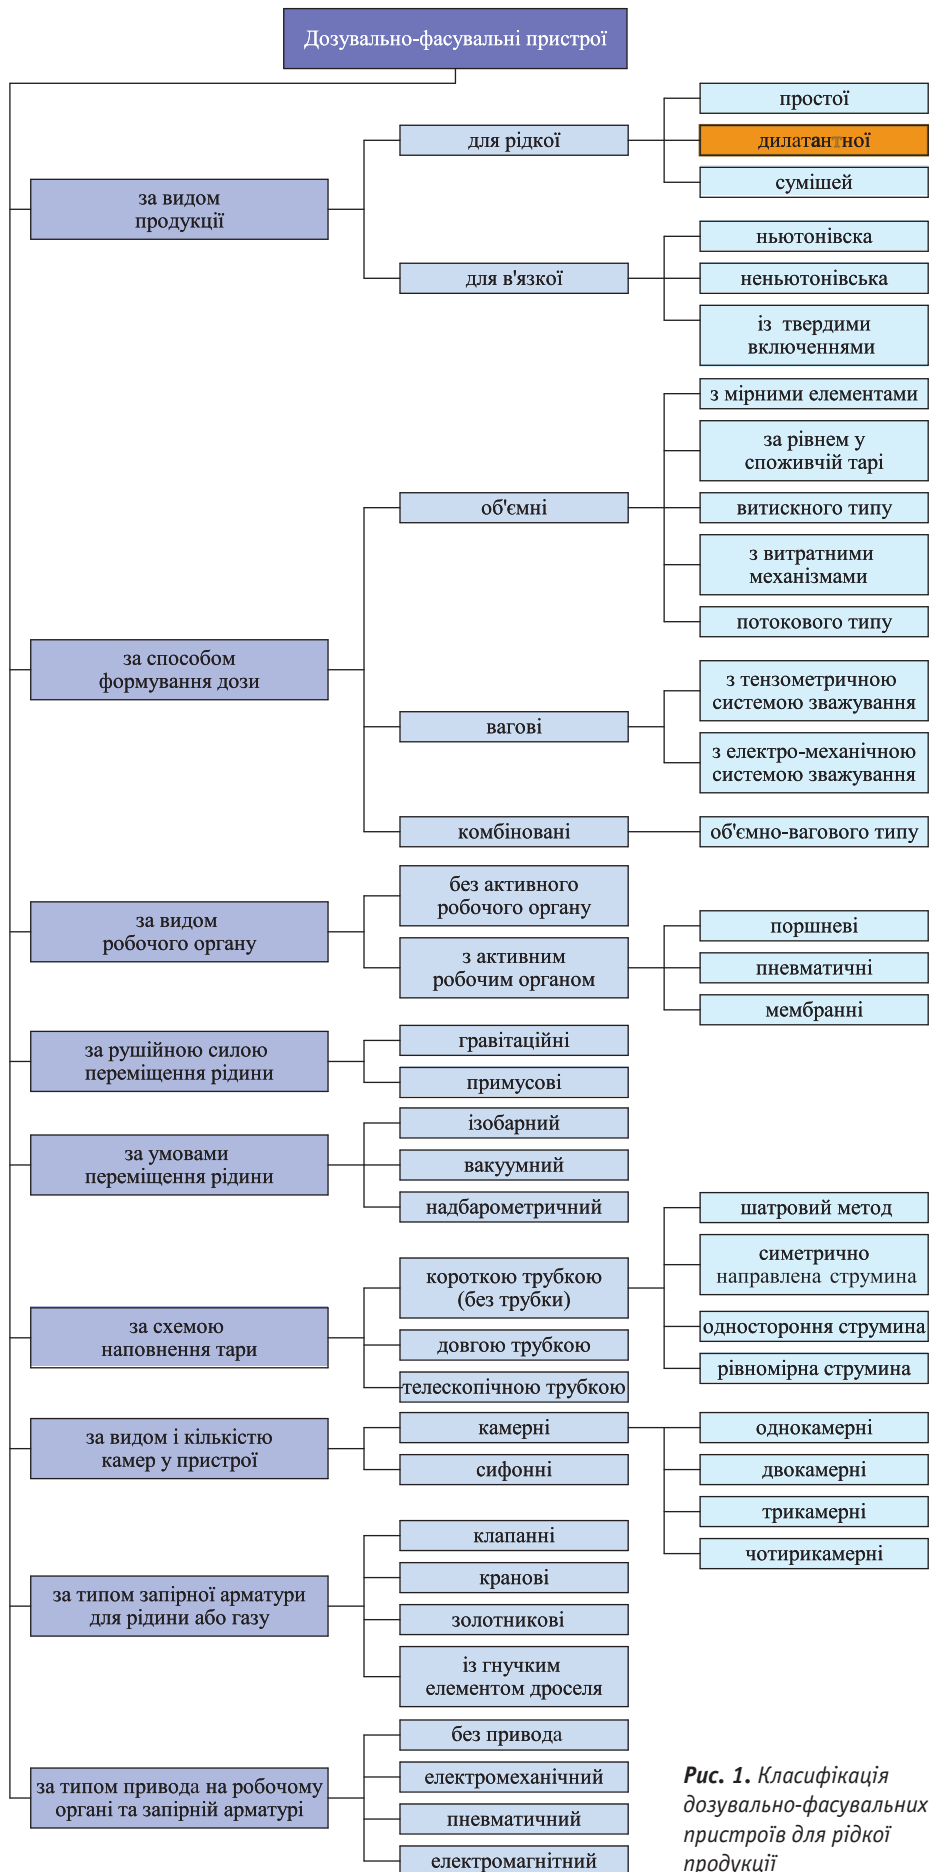 Дозувально-фасувальні пристрої
за видом
продукції
для рідкої
простої
дилатантної
сумішей
для в'язкої
ньютонівска
неньютонівська
із твердими
включеннями
за способом
формування дози
об'ємні
з мірними елементами
за рівнем у
споживчій тарі
витискного типу
з витратними
механізмами
потокового типу
вагові
з тензометричною
системою зважування
з електро-механічною
системою зважування
комбіновані
об'ємно-вагового типу
за видом
робочого органу
без активного
робочого органу
з активним
робочим органом
поршневі
пневматичні
мембранні
за рушійною силою
переміщення рідини
гравітаційні
примусові
за умовами
переміщення рідини
ізобарний
вакуумний
надбарометричний
за схемою
наповнення тари
короткою трубкою
(без трубки)
шатровий метод
симетрично
направлена струмина
одностороння струмина
рівномірна струмина
довгою трубкою
телескопічною трубкою
за видом і кількістю
камер у пристрої
камерні
однокамерні
двокамерні
трикамерні
чотирикамерні
сифонні
за типом запірної арматури
для рідини або газу
клапанні
кранові
золотникові
із гнучким
елементом дроселя
за типом привода на робочому
органі та запірній арматурі
без привода
електромеханічний
пневматичний
електромагнітний
Рис. 1. Класифікація
дозувально-фасувальних
пристроїв для рідкої
продукції